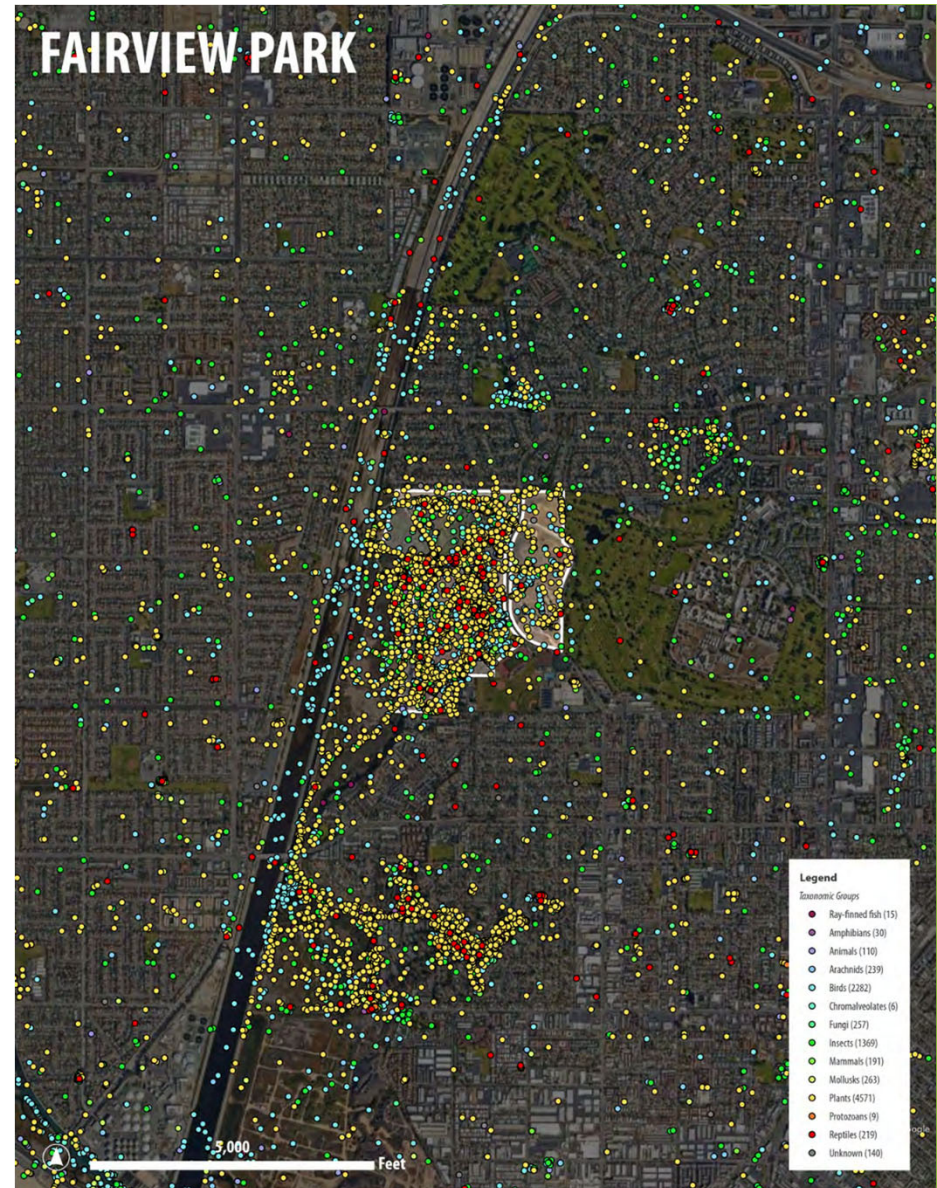 FAIRVIEW PARK
Legend
Taxonomic Groups
Ray-finned fish (15)
Amphibians (30)
Animals (110)
Arachnids (239)
Birds (2282)
Chromalveolates (6)
Fungi (257)
Insects (1369)
Mammals (191)
Mollusks (263)
Plants (4571)
Protozoans (9)
Reptiles (219)
Unknown (140)
5,000
Feet